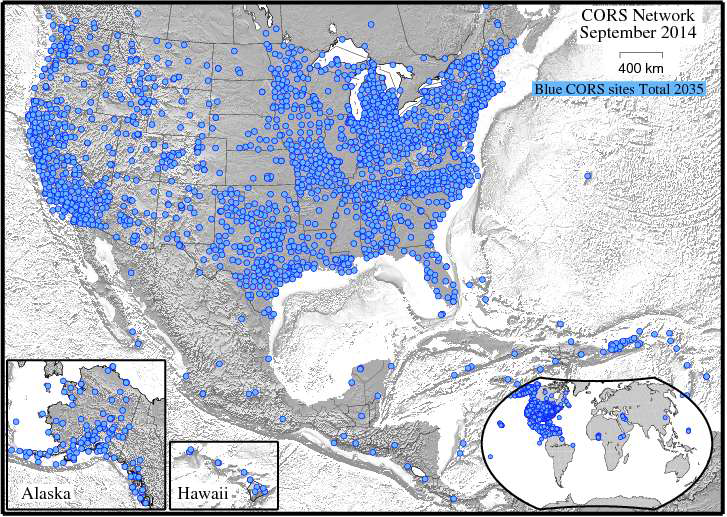 CORS Network
September 2014
400 km
Blue CORS sites Total 2035
Alaska
Hawaii